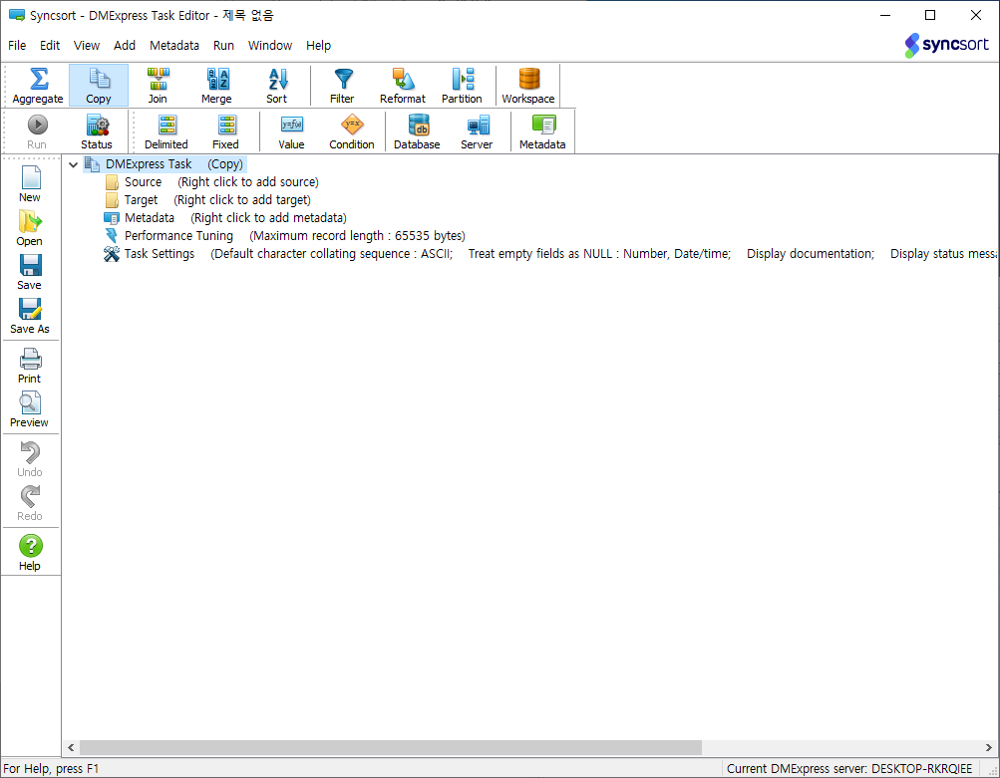 Syncsort - DMExpress Task Editor - 제목 없음
File Edit View Add Metadata Run Window Help
syncsort
Aggregate Copy Join Merge Sort Filter Reformat Partition Workspace
Run Status Delimited Fixed Value Condition Database Server Metadata
DMExpress Task (Copy)
Source (Right click to add source)
Target (Right click to add target)
Metadata (Right click to add metadata)
Performance Tuning (Maximum record length : 65535 bytes)
Task Settings (Default character collating sequence : ASCII; Treat empty fields as NULL : Number, Date/time; Display documentation; Display status messa
New
Open
Save
Save As
Print
Preview
Undo
Redo
Help
For Help, press F1
Current DMExpress server: DESKTOP-RKRQIEE